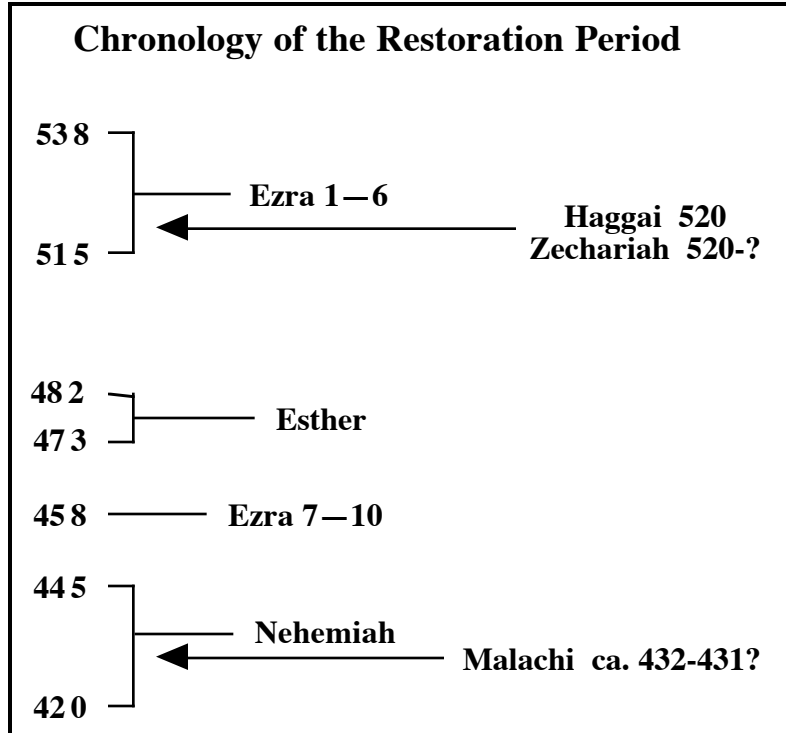 Chronology of the Restoration Period
538
Ezra 1—6
Haggai 520
Zechariah 520-?
515
482
Esther
473
458
Ezra 7—10
445
Nehemiah
Malachi ca. 432-431?
420